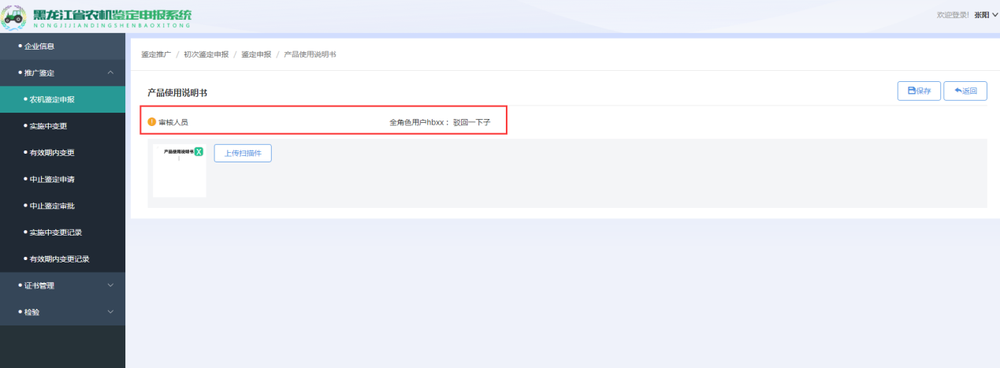 黑龙江省农机鉴定申报系统
NONGJIJIANDINGSHENBAOXITONG
欢迎登录! 张阳
企业信息
推广鉴定
农机鉴定申报
实施中变更
有效期内变更
中止鉴定申请
中止鉴定审批
实施中变更记录
有效期内变更记录
证书管理
检验
鉴定推广 / 初次鉴定申报 / 鉴定申报 / 产品使用说明书
产品使用说明书
保存
返回
审核人员
全角色用户hbxx： 驳回一下子
产品使用说明书
X
上传扫描件